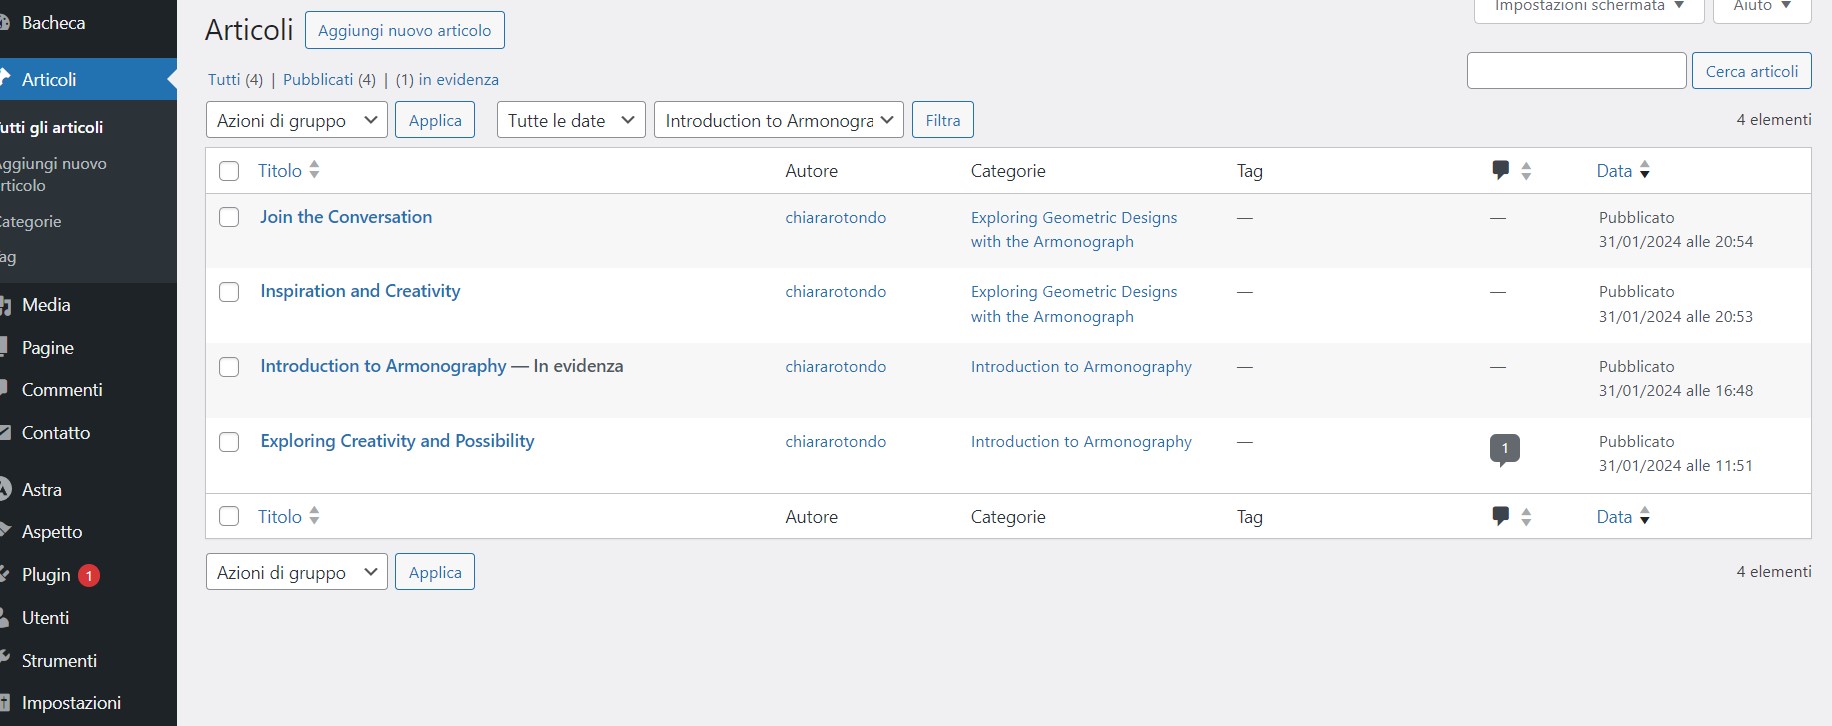 Bacheca
Articoli
Tutti gli articoli
Aggiungi nuovo
articolo
Categorie
Tag
Media
Pagine
Commenti
Contatto
Astra
Aspetto
Plugin 1
Utenti
Strumenti
Impostazioni
Impostazioni schermata
Aiuto
Articoli Aggiungi nuovo articolo
Tutti (4) | Pubblicati (4) | (1) in evidenza
Cerca articoli
Azioni di gruppo Applica Tutte le date Introduction to Armonogra Filtra 4 elementi
Titolo Autore Categorie Tag Data
Join the Conversation chiararotondo Exploring Geometric Designs — — Pubblicato
with the Armonograph 31/01/2024 alle 20:54
Inspiration and Creativity chiararotondo Exploring Geometric Designs — — Pubblicato
with the Armonograph 31/01/2024 alle 20:53
Introduction to Armonography — In evidenza chiararotondo Introduction to Armonography — — Pubblicato
31/01/2024 alle 16:48
Exploring Creativity and Possibility chiararotondo Introduction to Armonography — 1 Pubblicato
31/01/2024 alle 11:51
Titolo Autore Categorie Tag Data
Azioni di gruppo Applica 4 elementi